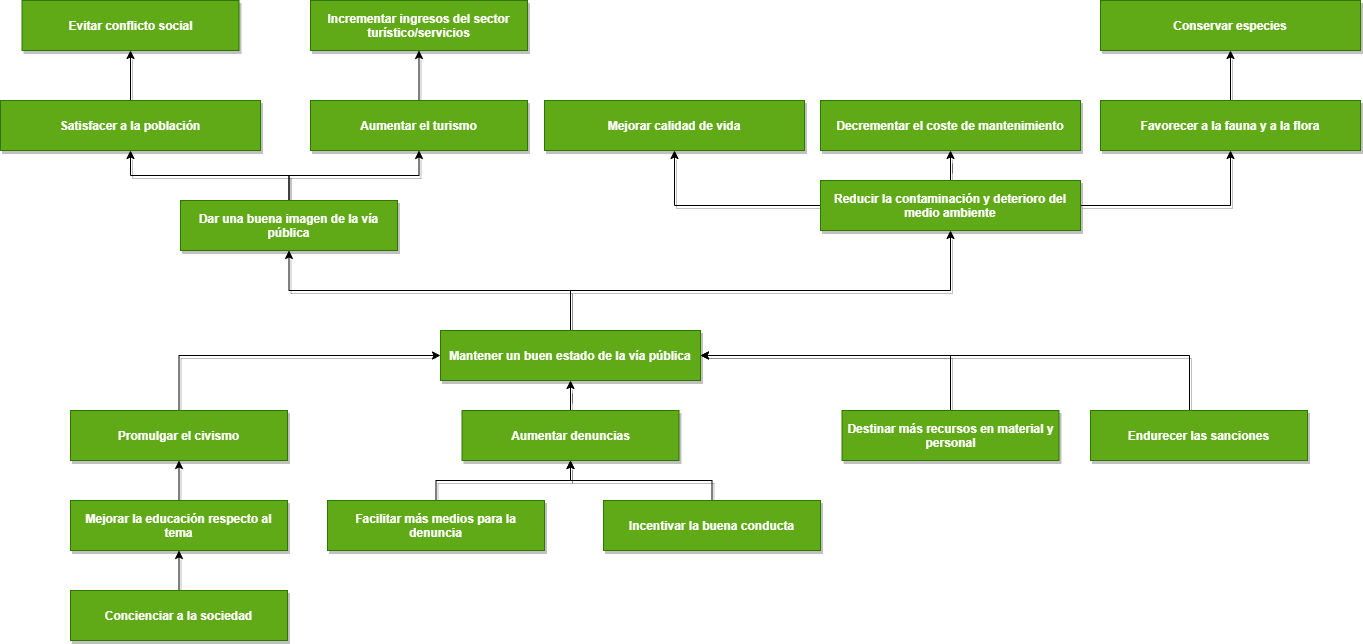 Evitar conflicto social
Incrementar ingresos del sector
turístico/servicios
Conservar especies
Satisfacer a la población
Aumentar el turismo
Mejorar calidad de vida
Decrementar el coste de mantenimiento
Favorecer a la fauna y a la flora
Dar una buena imagen de la vía
pública
Reducir la contaminación y deterioro del
medio ambiente
Mantener un buen estado de la vía pública
Promulgar el civismo
Aumentar denuncias
Destinar más recursos en material y
personal
Endurecer las sanciones
Mejorar la educación respecto al
tema
Facilitar más medios para la
denuncia
Incentivar la buena conducta
Concienciar a la sociedad